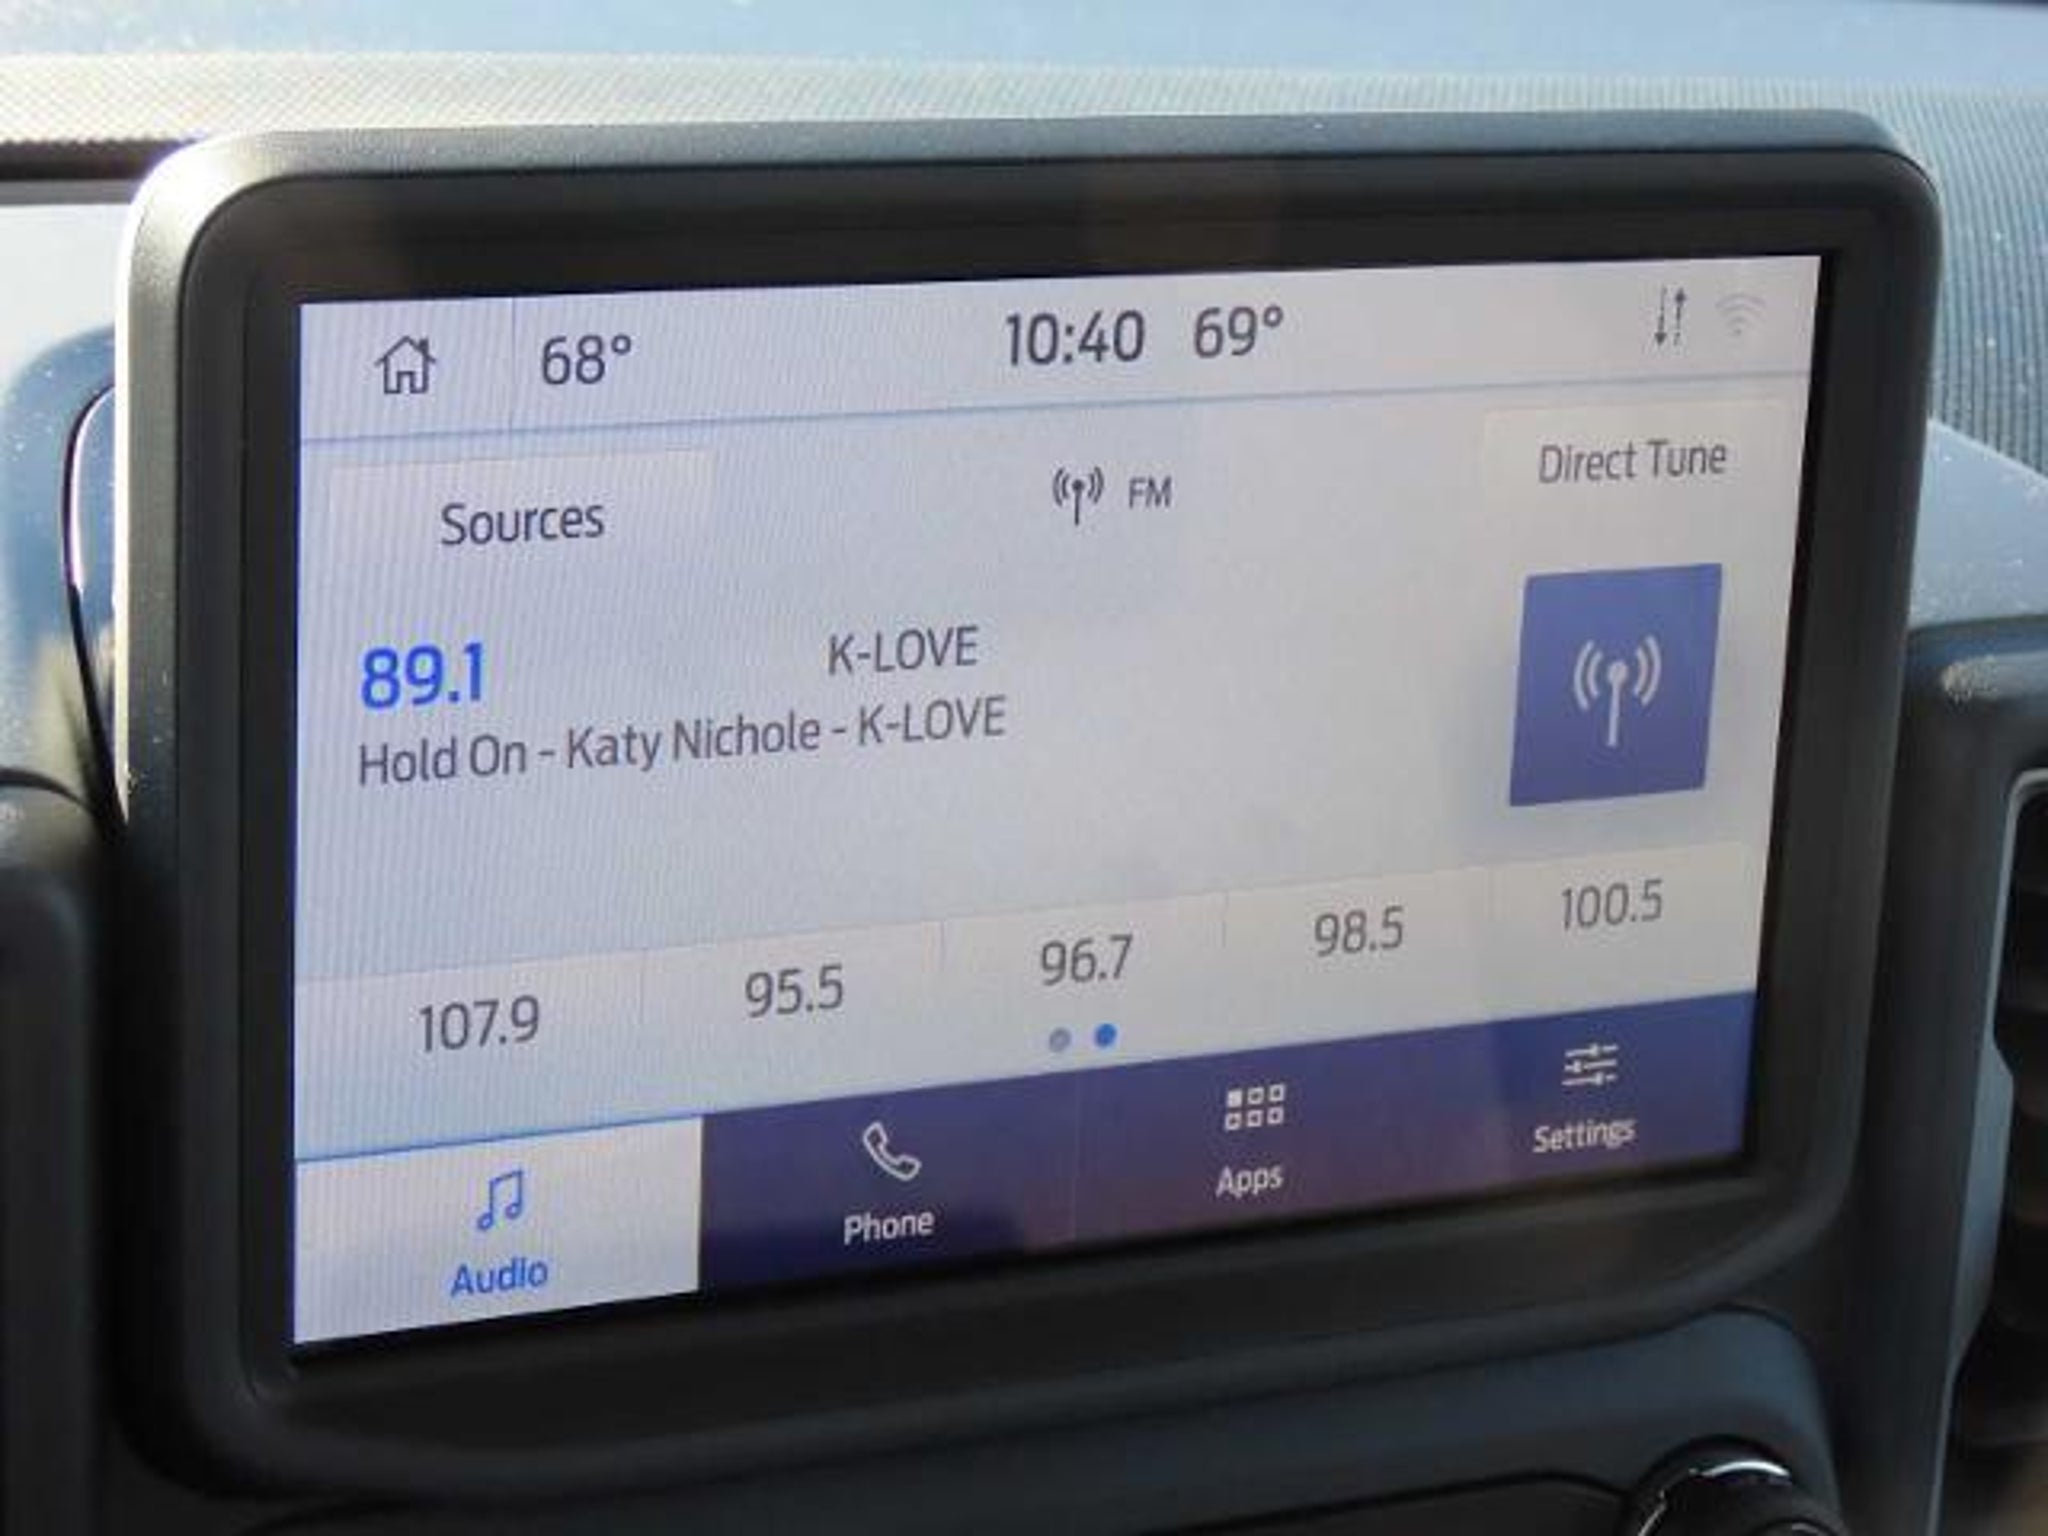 68° 10:40 69°
Sources FM Direct Tune
89.1 K-LOVE
Hold On - Katy Nichole - K-LOVE
107.9 95.5 96.7 98.5 100.5
Audio Phone Apps Settings